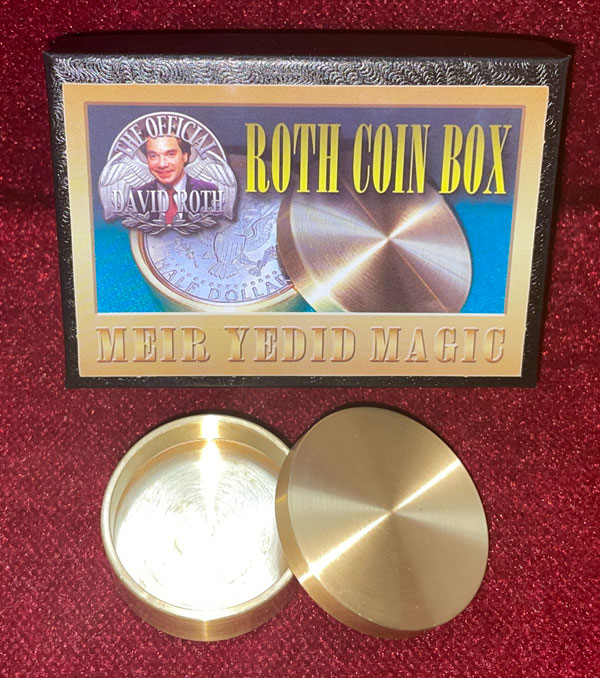 THE OFFICIAL
DAVID ROTH
ROTH COIN BOX
HALF DOLLAR
MEIR YEDID MAGIC